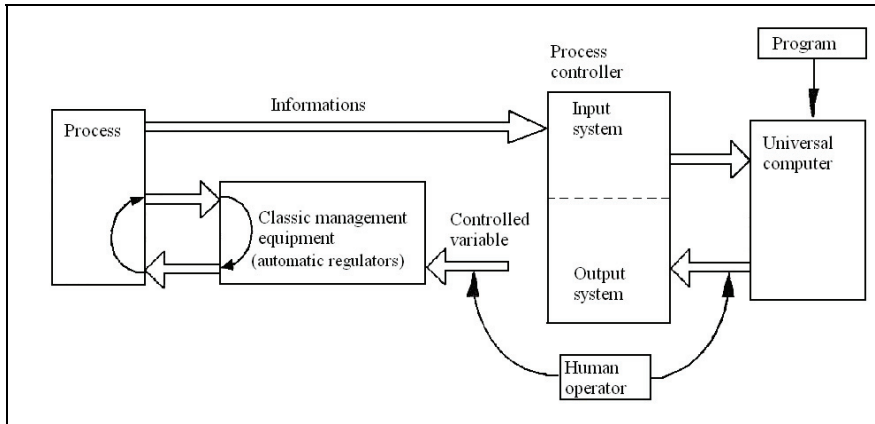 Program
Process
controller
Informations
Process
Input
system
Universal
computer
Classic management
equipment
(automatic regulators)
Controlled
variable
Output
system
Human
operator